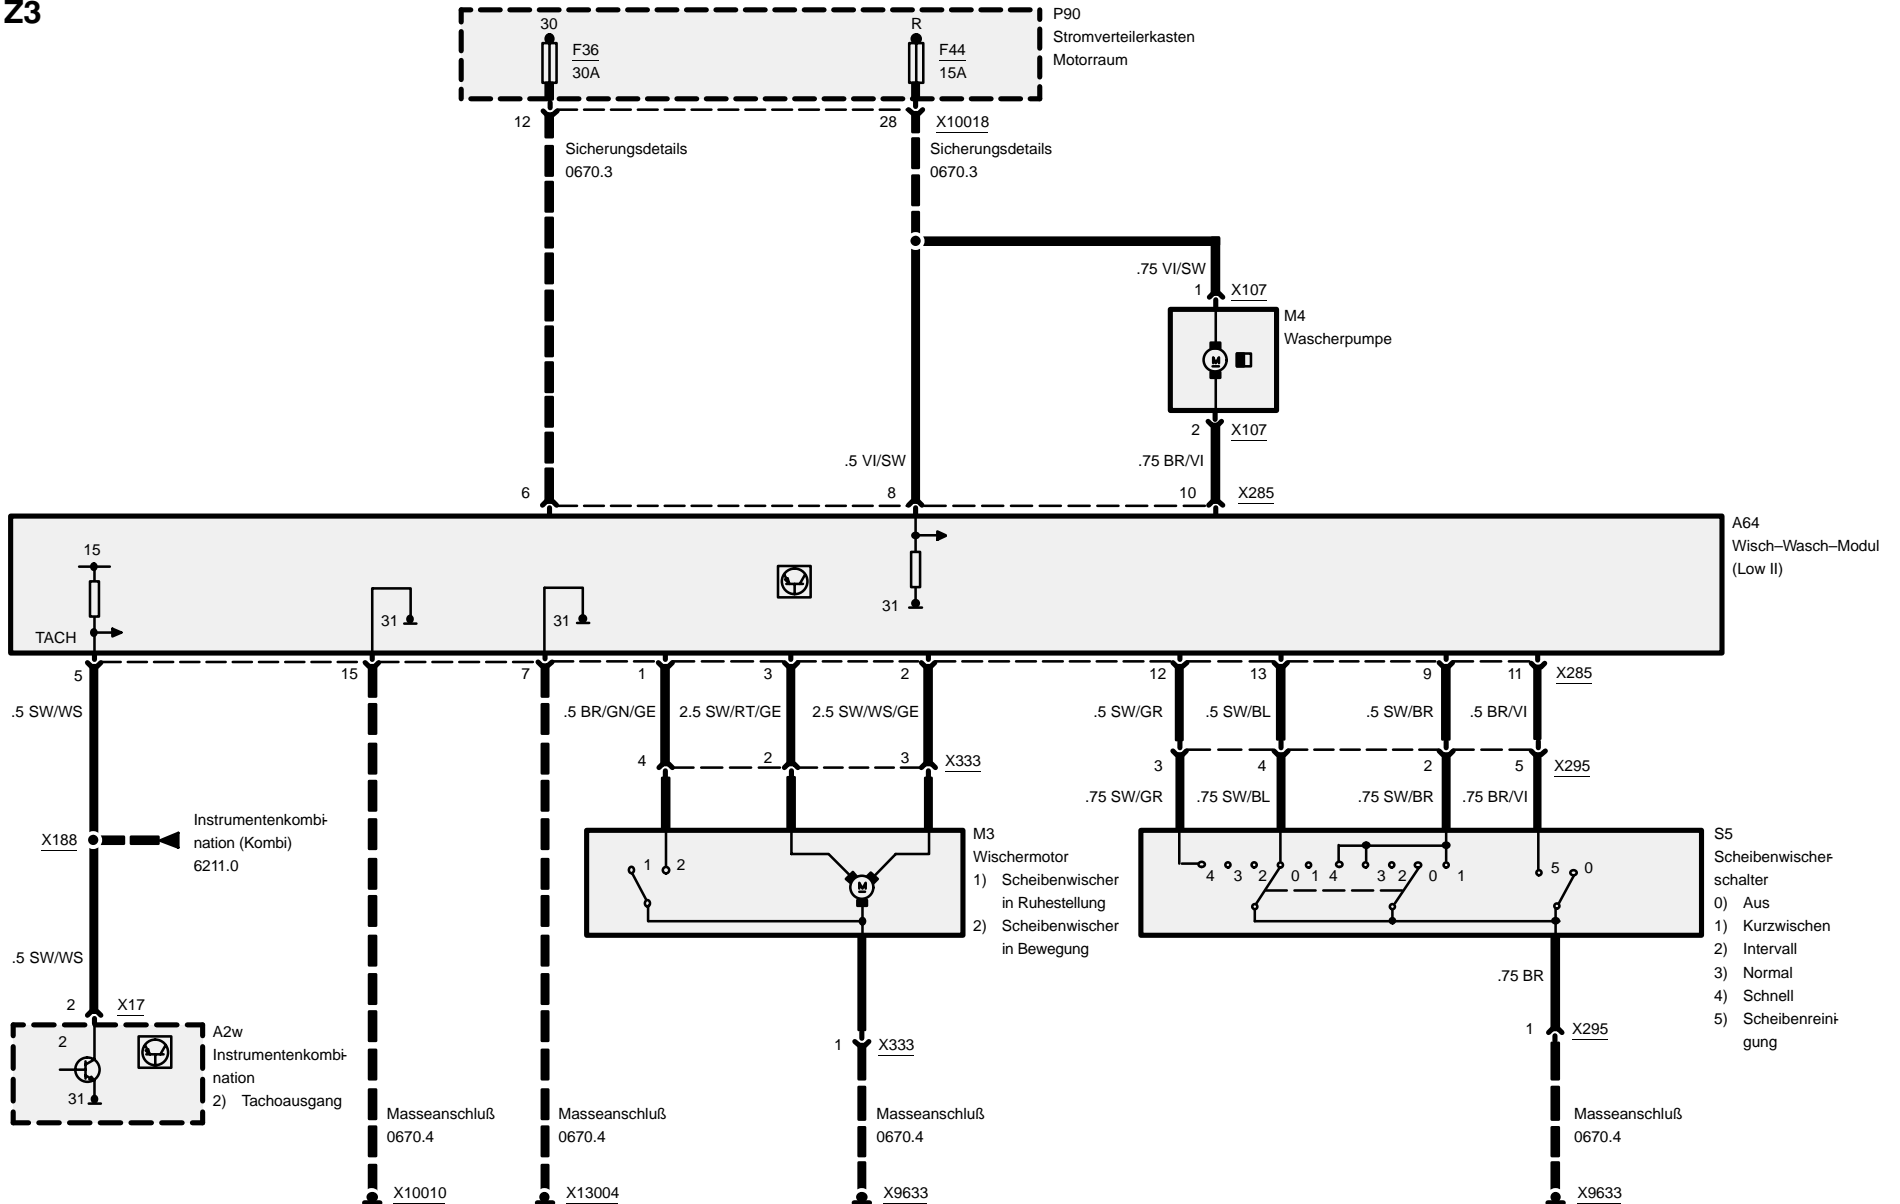 Z3
P90
Stromverteilerkasten
Motorraum
30
F36
30A
R
F44
15A
12
28
X10018
Sicherungsdetails
0670.3
Sicherungsdetails
0670.3
.75 VI/SW
1
X107
M4
Wascherpumpe
M
2
X107
.5 VI/SW
.75 BR/VI
6
8
10
X285
A64
Wisch–Wasch–Modul
(Low II)
15
TACH
31
31
31
5
15
7
1
3
2
12
13
9
11
X285
.5 SW/WS
.5 BR/GN/GE
2.5 SW/RT/GE
2.5 SW/WS/GE
.5 SW/GR
.5 SW/BL
.5 SW/BR
.5 BR/VI
4
2
3
X333
3
4
2
5
X295
.75 SW/GR
.75 SW/BL
.75 SW/BR
.75 BR/VI
X188
Instrumentenkombi-
nation (Kombi)
6211.0
1
2
M
M3
Wischermotor
1) Scheibenwischer
in Ruhestellung
2) Scheibenwischer
in Bewegung
4 3 2 0 1 4 3 2 0 1
5 0
S5
Scheibenwischer-
schalter
0) Aus
1) Kurzwischen
2) Intervall
3) Normal
4) Schnell
5) Scheibenreini-
gung
.5 SW/WS
2
X17
A2w
Instrumentenkombi-
nation
2) Tachoausgang
2
31
.75 BR
1
X333
1
X295
Masseanschluß
0670.4
Masseanschluß
0670.4
Masseanschluß
0670.4
Masseanschluß
0670.4
X10010
X13004
X9633
X9633